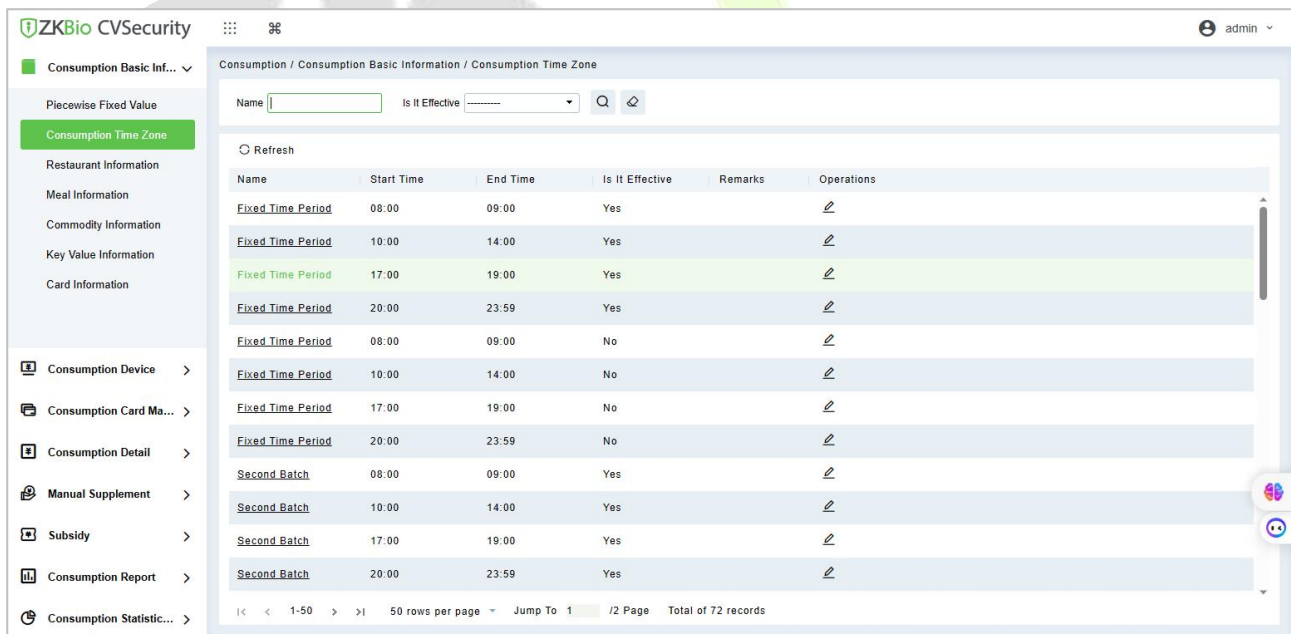 ZKBio CVSecurity
admin
Consumption Basic Inf...
Piecewise Fixed Value
Consumption Time Zone
Restaurant Information
Meal Information
Commodity Information
Key Value Information
Card Information
Consumption Device
Consumption Card Ma...
Consumption Detail
Manual Supplement
Subsidy
Consumption Report
Consumption Statistic...
Consumption / Consumption Basic Information / Consumption Time Zone
Name Is It Effective ----------
Refresh
Name Start Time End Time Is It Effective Remarks Operations
Fixed Time Period 08:00 09:00 Yes
Fixed Time Period 10:00 14:00 Yes
Fixed Time Period 17:00 19:00 Yes
Fixed Time Period 20:00 23:59 Yes
Fixed Time Period 08:00 09:00 No
Fixed Time Period 10:00 14:00 No
Fixed Time Period 17:00 19:00 No
Fixed Time Period 20:00 23:59 No
Second Batch 08:00 09:00 Yes
Second Batch 10:00 14:00 Yes
Second Batch 17:00 19:00 Yes
Second Batch 20:00 23:59 Yes
1-50 50 rows per page Jump To 1 /2 Page Total of 72 records